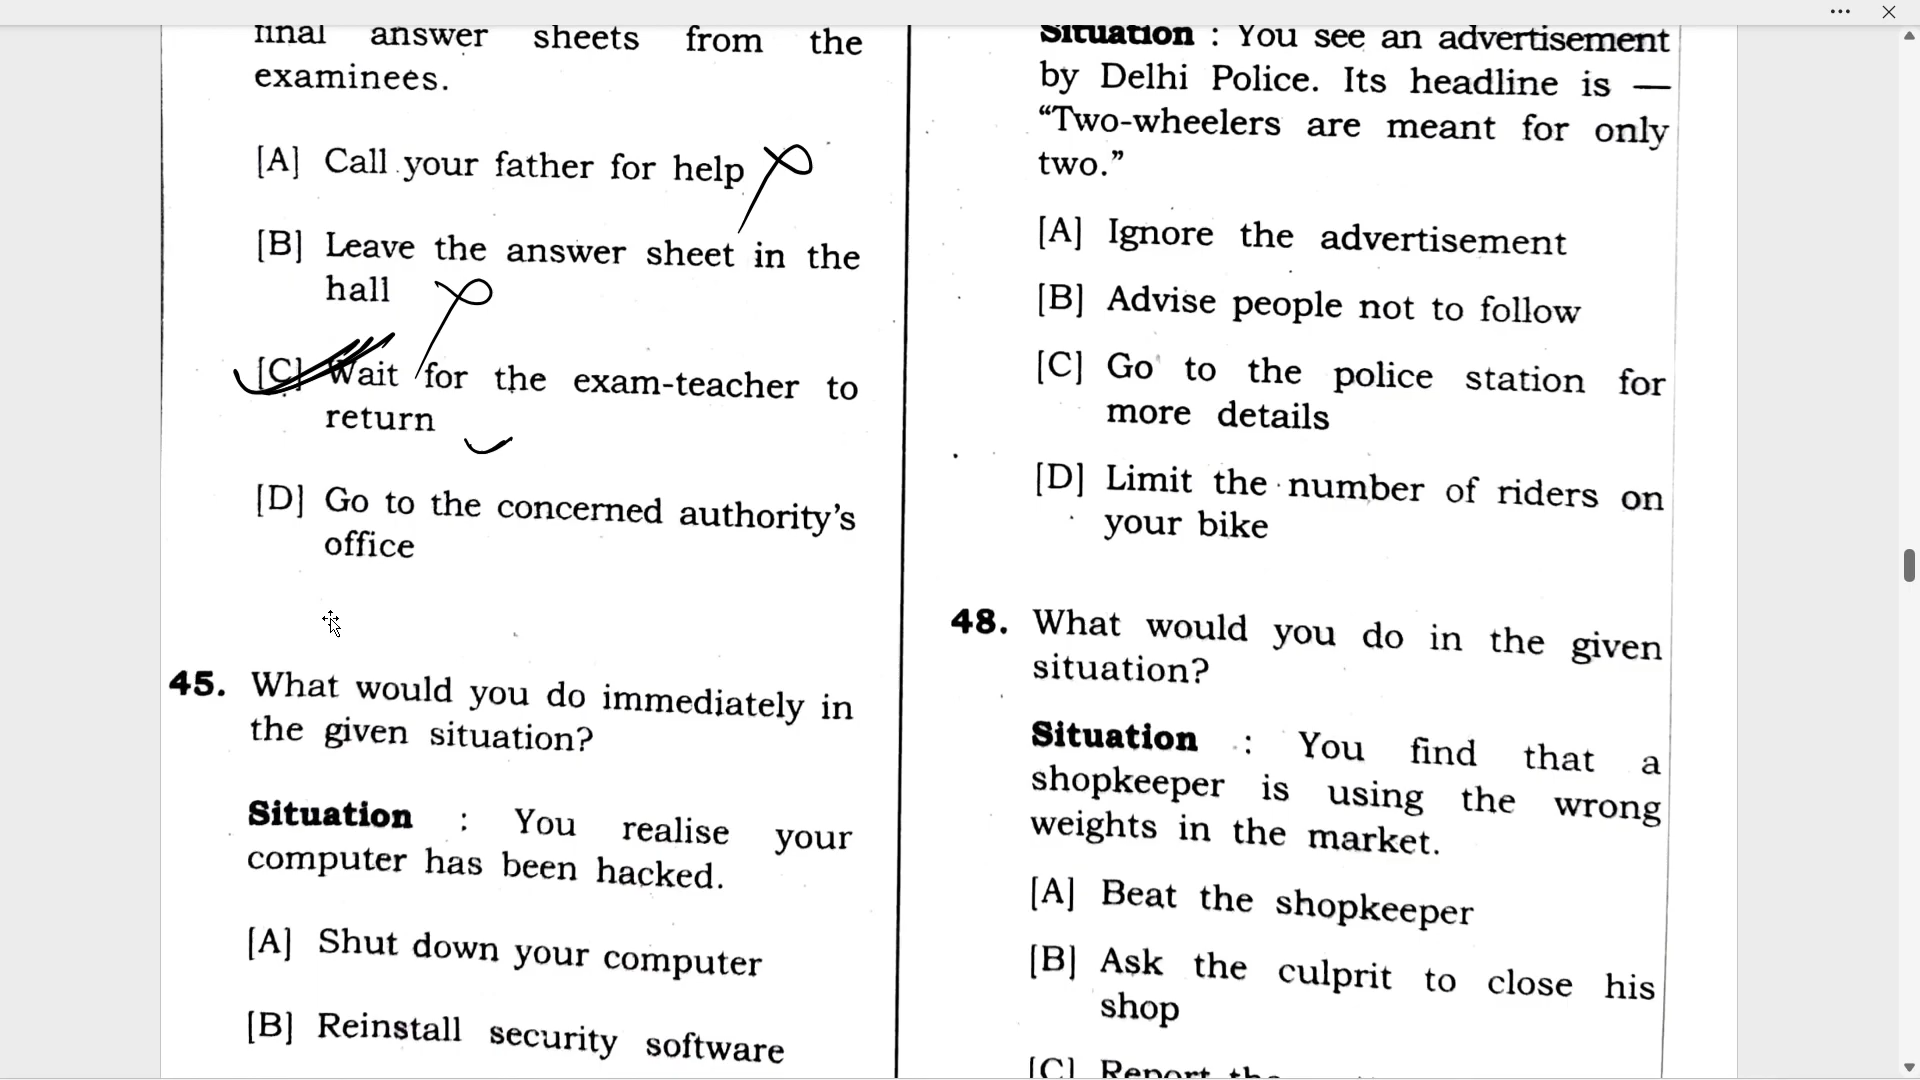 final answer sheets from the
examinees.
[A] Call your father for help
[B] Leave the answer sheet in the
hall
[C] Wait for the exam-teacher to
return
[D] Go to the concerned authority's
office
45. What would you do immediately in
the given situation?
Situation : You realise your
computer has been hacked.
[A] Shut down your computer
[B] Reinstall security software
Situation : You see an advertisement
by Delhi Police. Its headline is —
“Two-wheelers are meant for only
two.”
[A] Ignore the advertisement
[B] Advise people not to follow
[C] Go to the police station for
more details
[D] Limit the number of riders on
your bike
48. What would you do in the given
situation?
Situation : You find that a
shopkeeper is using the wrong
weights in the market.
[A] Beat the shopkeeper
[B] Ask the culprit to close his
shop
[C] Report the